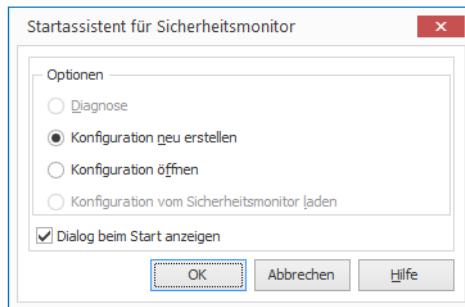 Startassistent für Sicherheitsmonitor
Optionen
Diagnose
Konfiguration neu erstellen
Konfiguration öffnen
Konfiguration vom Sicherheitsmonitor laden
Dialog beim Start anzeigen
OK Abbrechen Hilfe